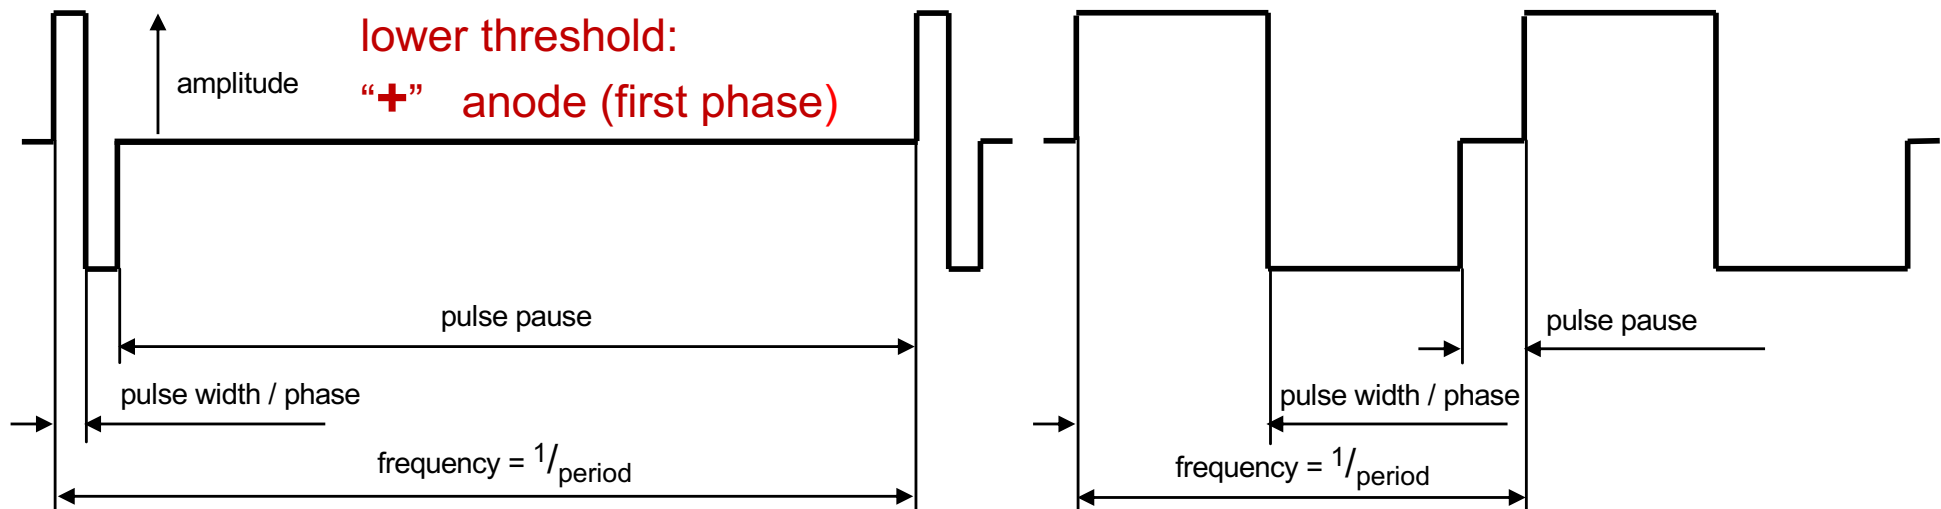 lower threshold:
amplitude
“+” anode (first phase)
pulse pause
pulse width / phase
frequency = 1/period
pulse pause
pulse width / phase
frequency = 1/period